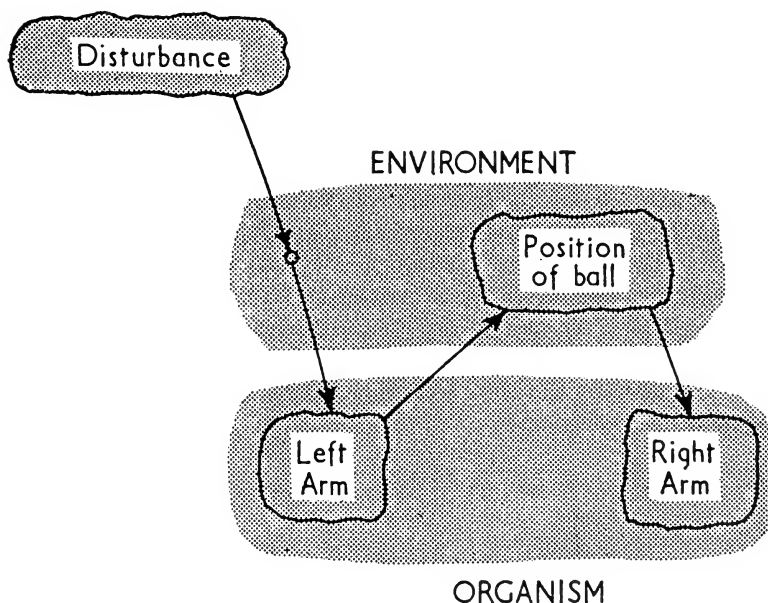 Disturbance
ENVIRONMENT
Position
of ball
Left
Arm
Right
Arm
ORGANISM